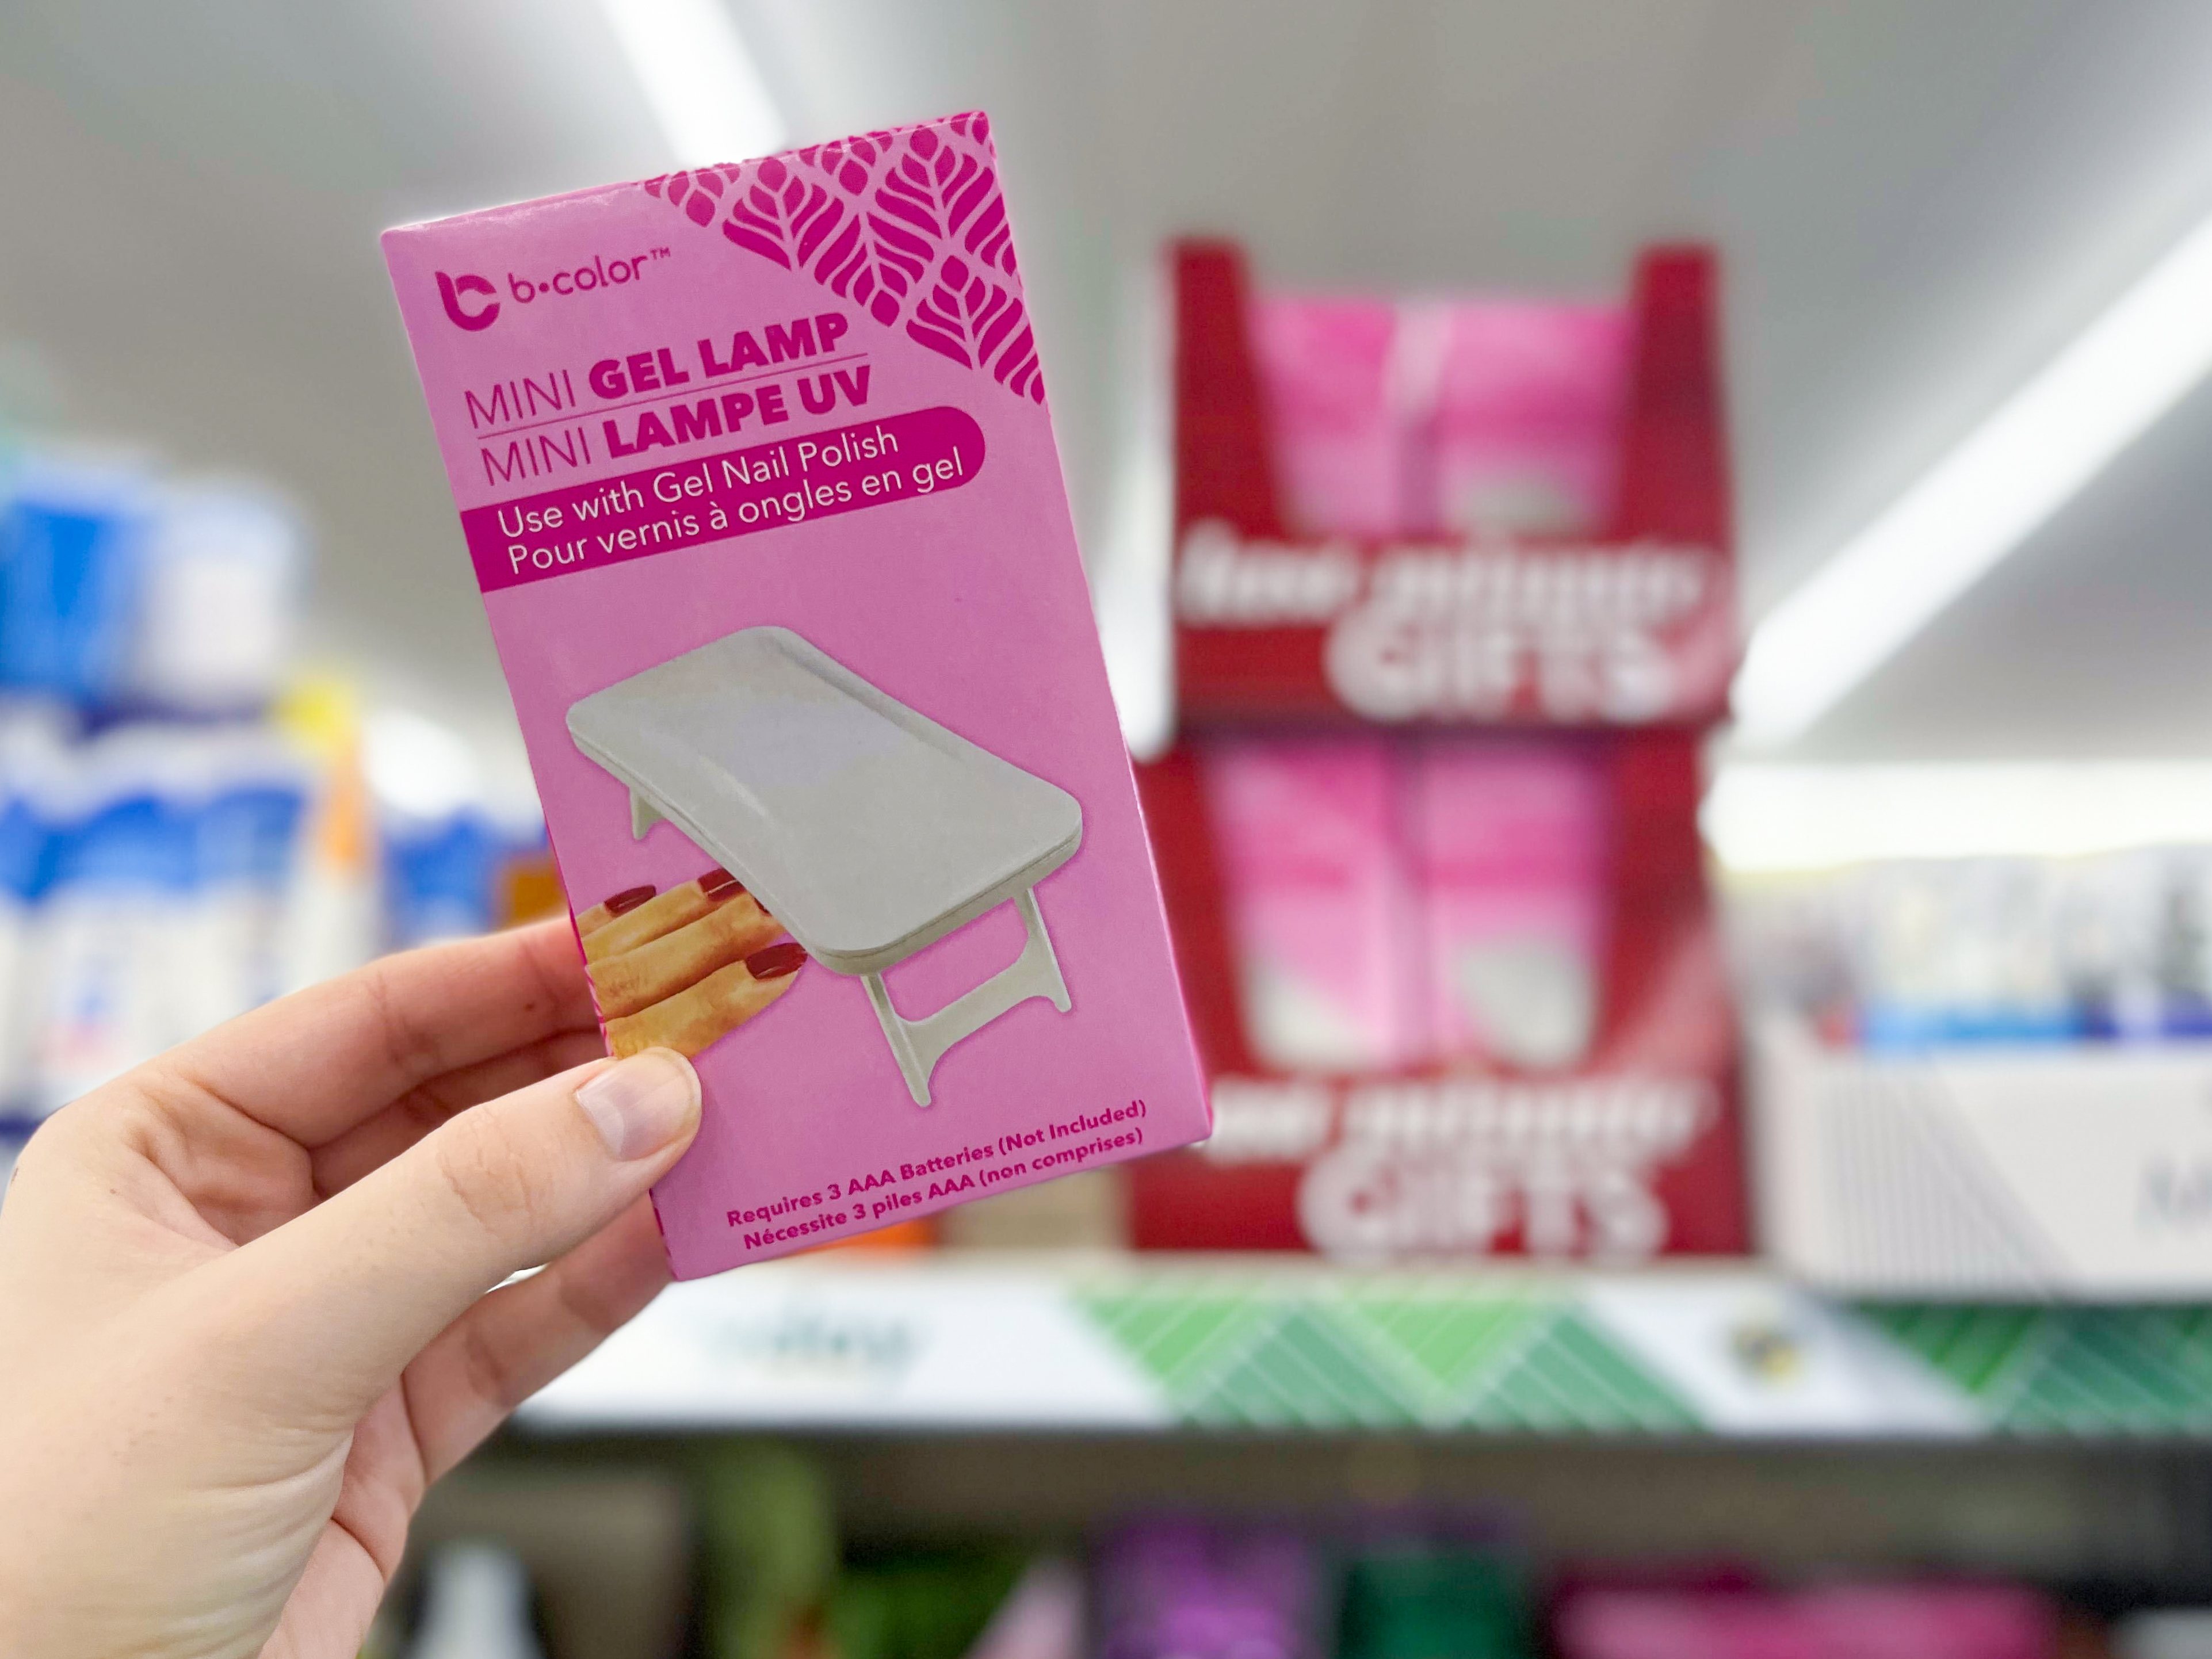 b•color™
MINI GEL LAMP
MINI LAMPE UV
Use with Gel Nail Polish
Pour vernis à ongles en gel
Requires 3 AAA Batteries (Not Included)
Nécessite 3 piles AAA (non comprises)
GIFTS
GIFTS